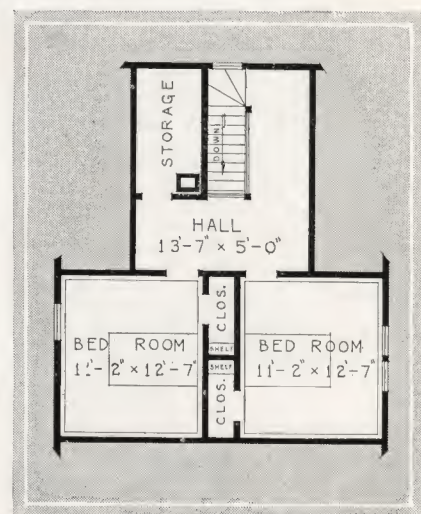 STORAGE
DOWN
HALL
13'-7" × 5'-0"
CLOS.
SHELF
BED ROOM
11'-2" × 12'-7"
BED ROOM
11'-2" × 12'-7"
SHELF
CLOS.